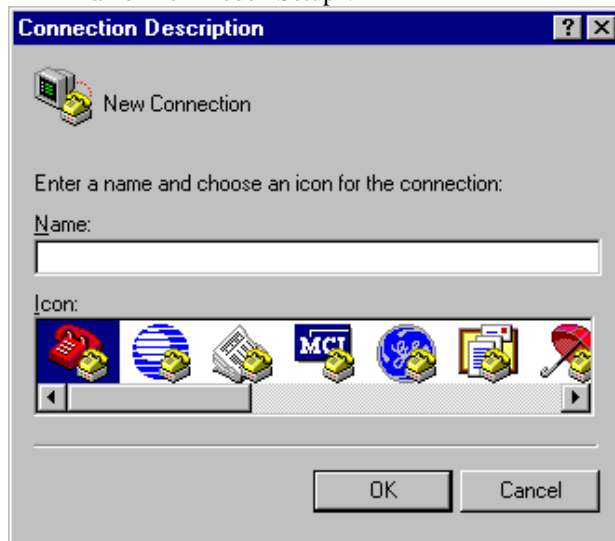 Connection Description
New Connection
Enter a name and choose an icon for the connection:
Name:
Icon:
MCI
OK
Cancel